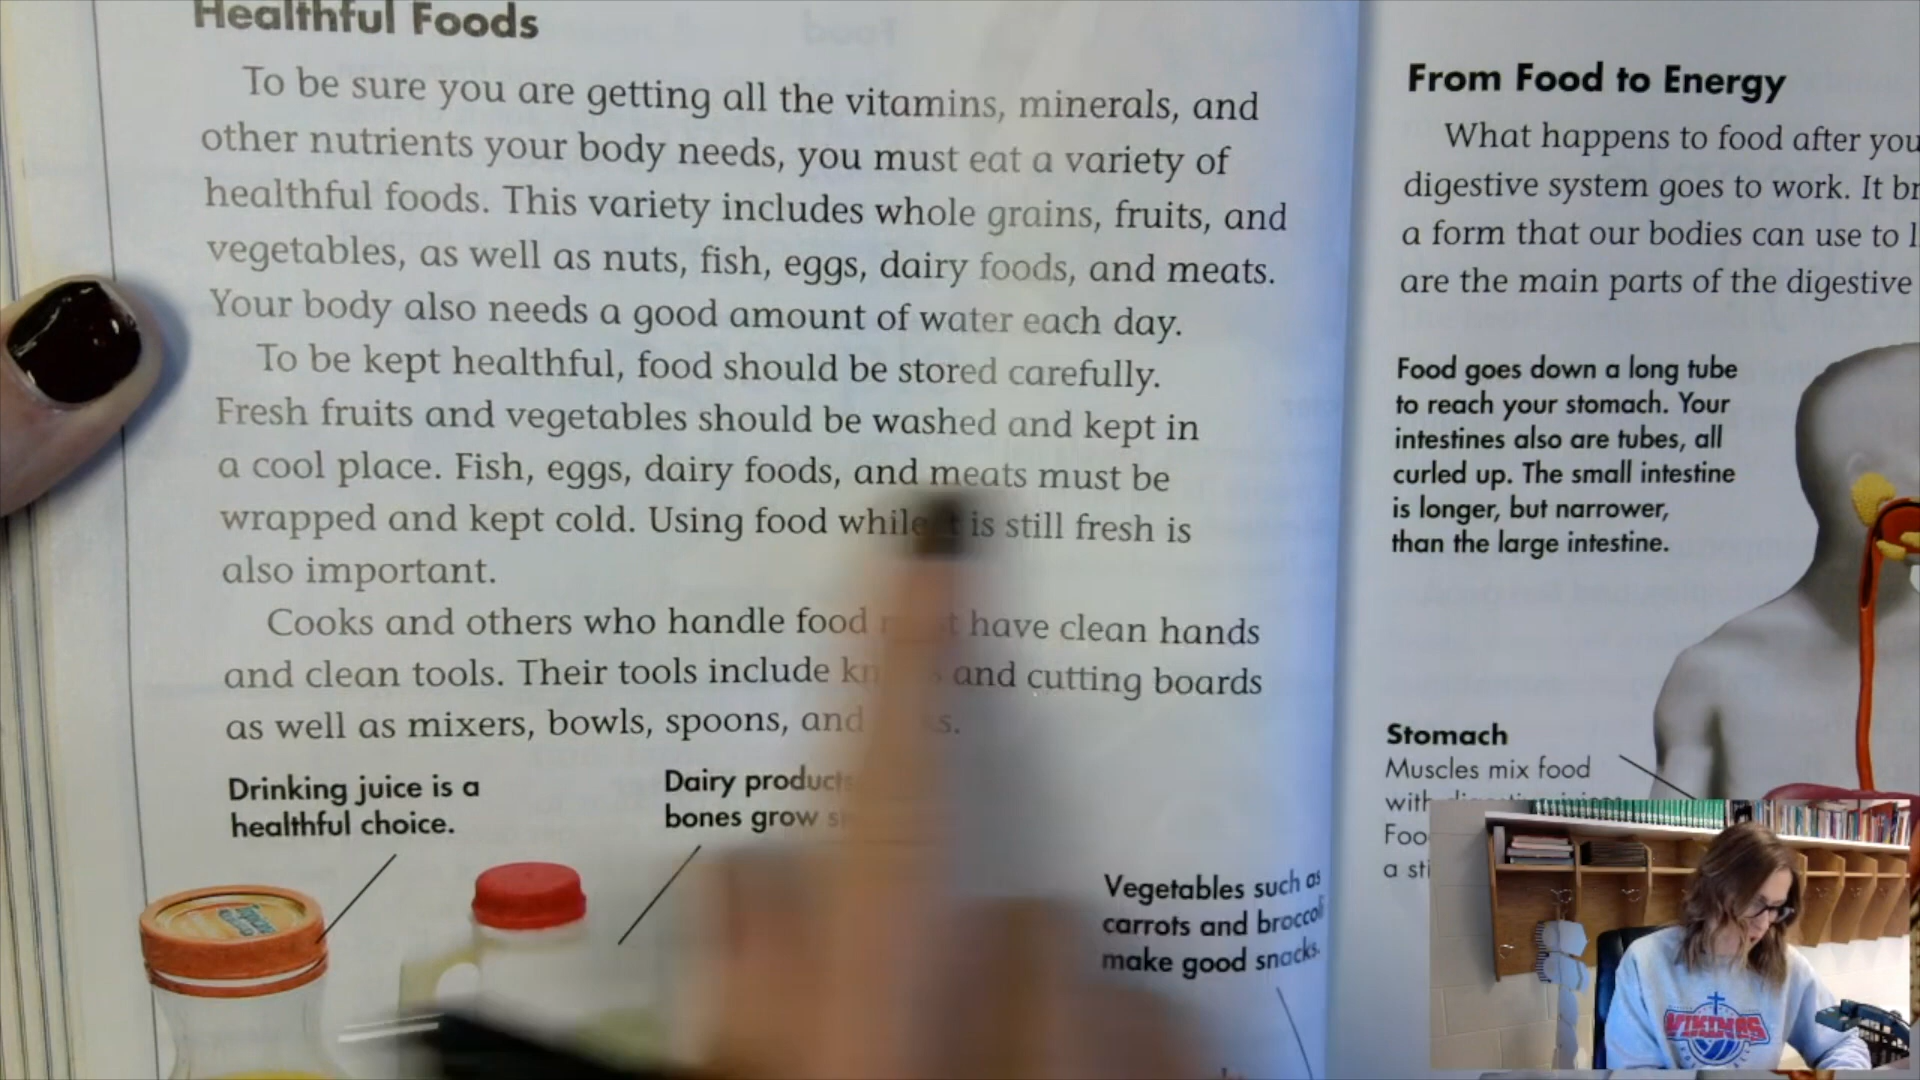 Healthful Foods
To be sure you are getting all the vitamins, minerals, and
other nutrients your body needs, you must eat a variety of
healthful foods. This variety includes whole grains, fruits, and
vegetables, as well as nuts, fish, eggs, dairy foods, and meats.
Your body also needs a good amount of water each day.
To be kept healthful, food should be stored carefully.
Fresh fruits and vegetables should be washed and kept in
a cool place. Fish, eggs, dairy foods, and meats must be
wrapped and kept cold. Using food while is still fresh is
also important.
Cooks and others who handle food have clean hands
and clean tools. Their tools include and cutting boards
as well as mixers, bowls, spoons, and
Drinking juice is a
healthful choice.
Dairy products
bones grow
Vegetables such as
carrots and broccoli
make good snacks.
From Food to Energy
What happens to food after you
digestive system goes to work. It
a form that our bodies can use to
are the main parts of the digestive
Food goes down a long tube
to reach your stomach. Your
intestines also are tubes, all
curled up. The small intestine
is longer, but narrower,
than the large intestine.
Stomach
Muscles mix food
with
a
VIKINGS